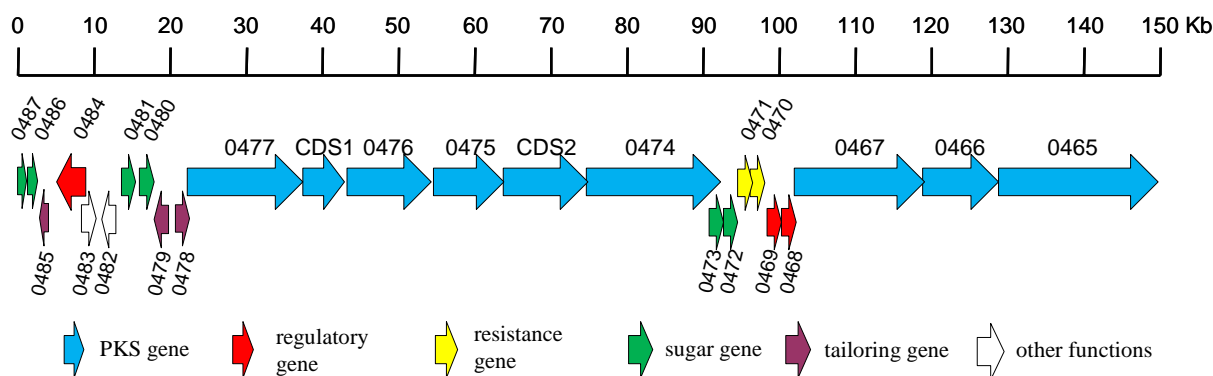 0 10 20 30 40 50 60 70 80 90 100 110 120 130 140 150 Kb
0487 0486 0484 0481 0480 0471 0470
0477 CDS1 0476 0475 CDS2 0474 0467 0466 0465
0485 0483 0482 0479 0478 0473 0472 0469 0468
PKS gene
regulatory
gene
resistance
gene
sugar gene
tailoring gene
other functions